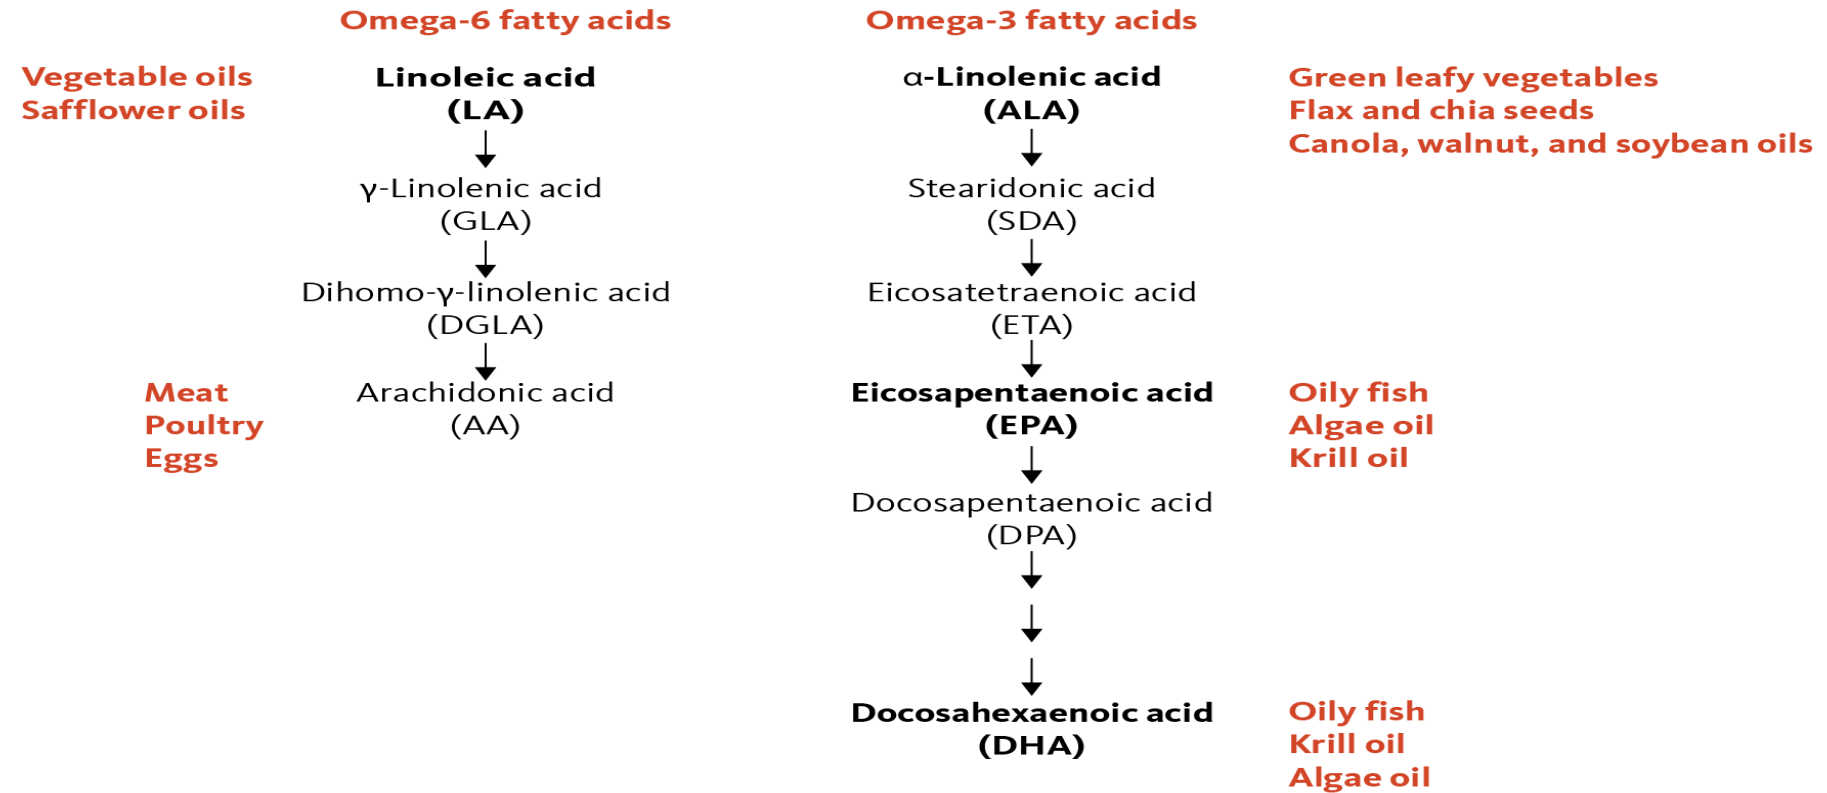 Omega-6 fatty acids
Omega-3 fatty acids
Vegetable oils
Safflower oils
Linoleic acid
(LA)
α-Linolenic acid
(ALA)
Green leafy vegetables
Flax and chia seeds
Canola, walnut, and soybean oils
γ-Linolenic acid
(GLA)
Stearidonic acid
(SDA)
Dihomo-γ-linolenic acid
(DGLA)
Eicosatetraenoic acid
(ETA)
Meat
Poultry
Eggs
Arachidonic acid
(AA)
Eicosapentaenoic acid
(EPA)
Oily fish
Algae oil
Krill oil
Docosapentaenoic acid
(DPA)
Docosahexaenoic acid
(DHA)
Oily fish
Krill oil
Algae oil